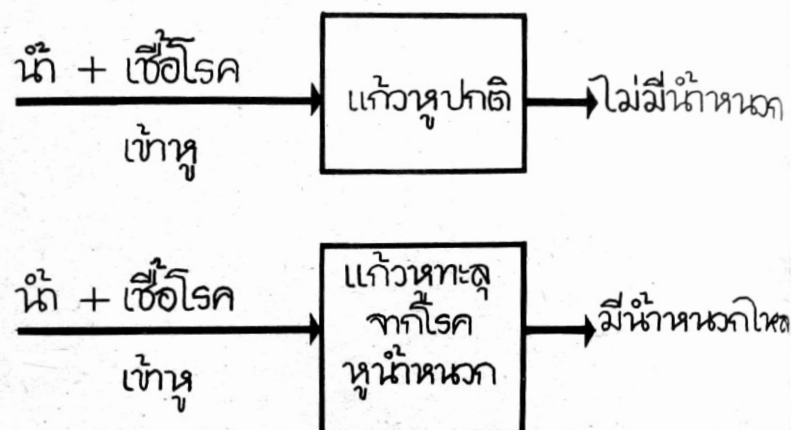 น้ำ + เชื้อโรค
เข้าหู
แก้วหูปกติ
ไม่มีน้ำหนวก
น้ำ + เชื้อโรค
เข้าหู
แก้วหูทะลุ
จากโรค
หูน้ำหนวก
มีน้ำหนวกไหล